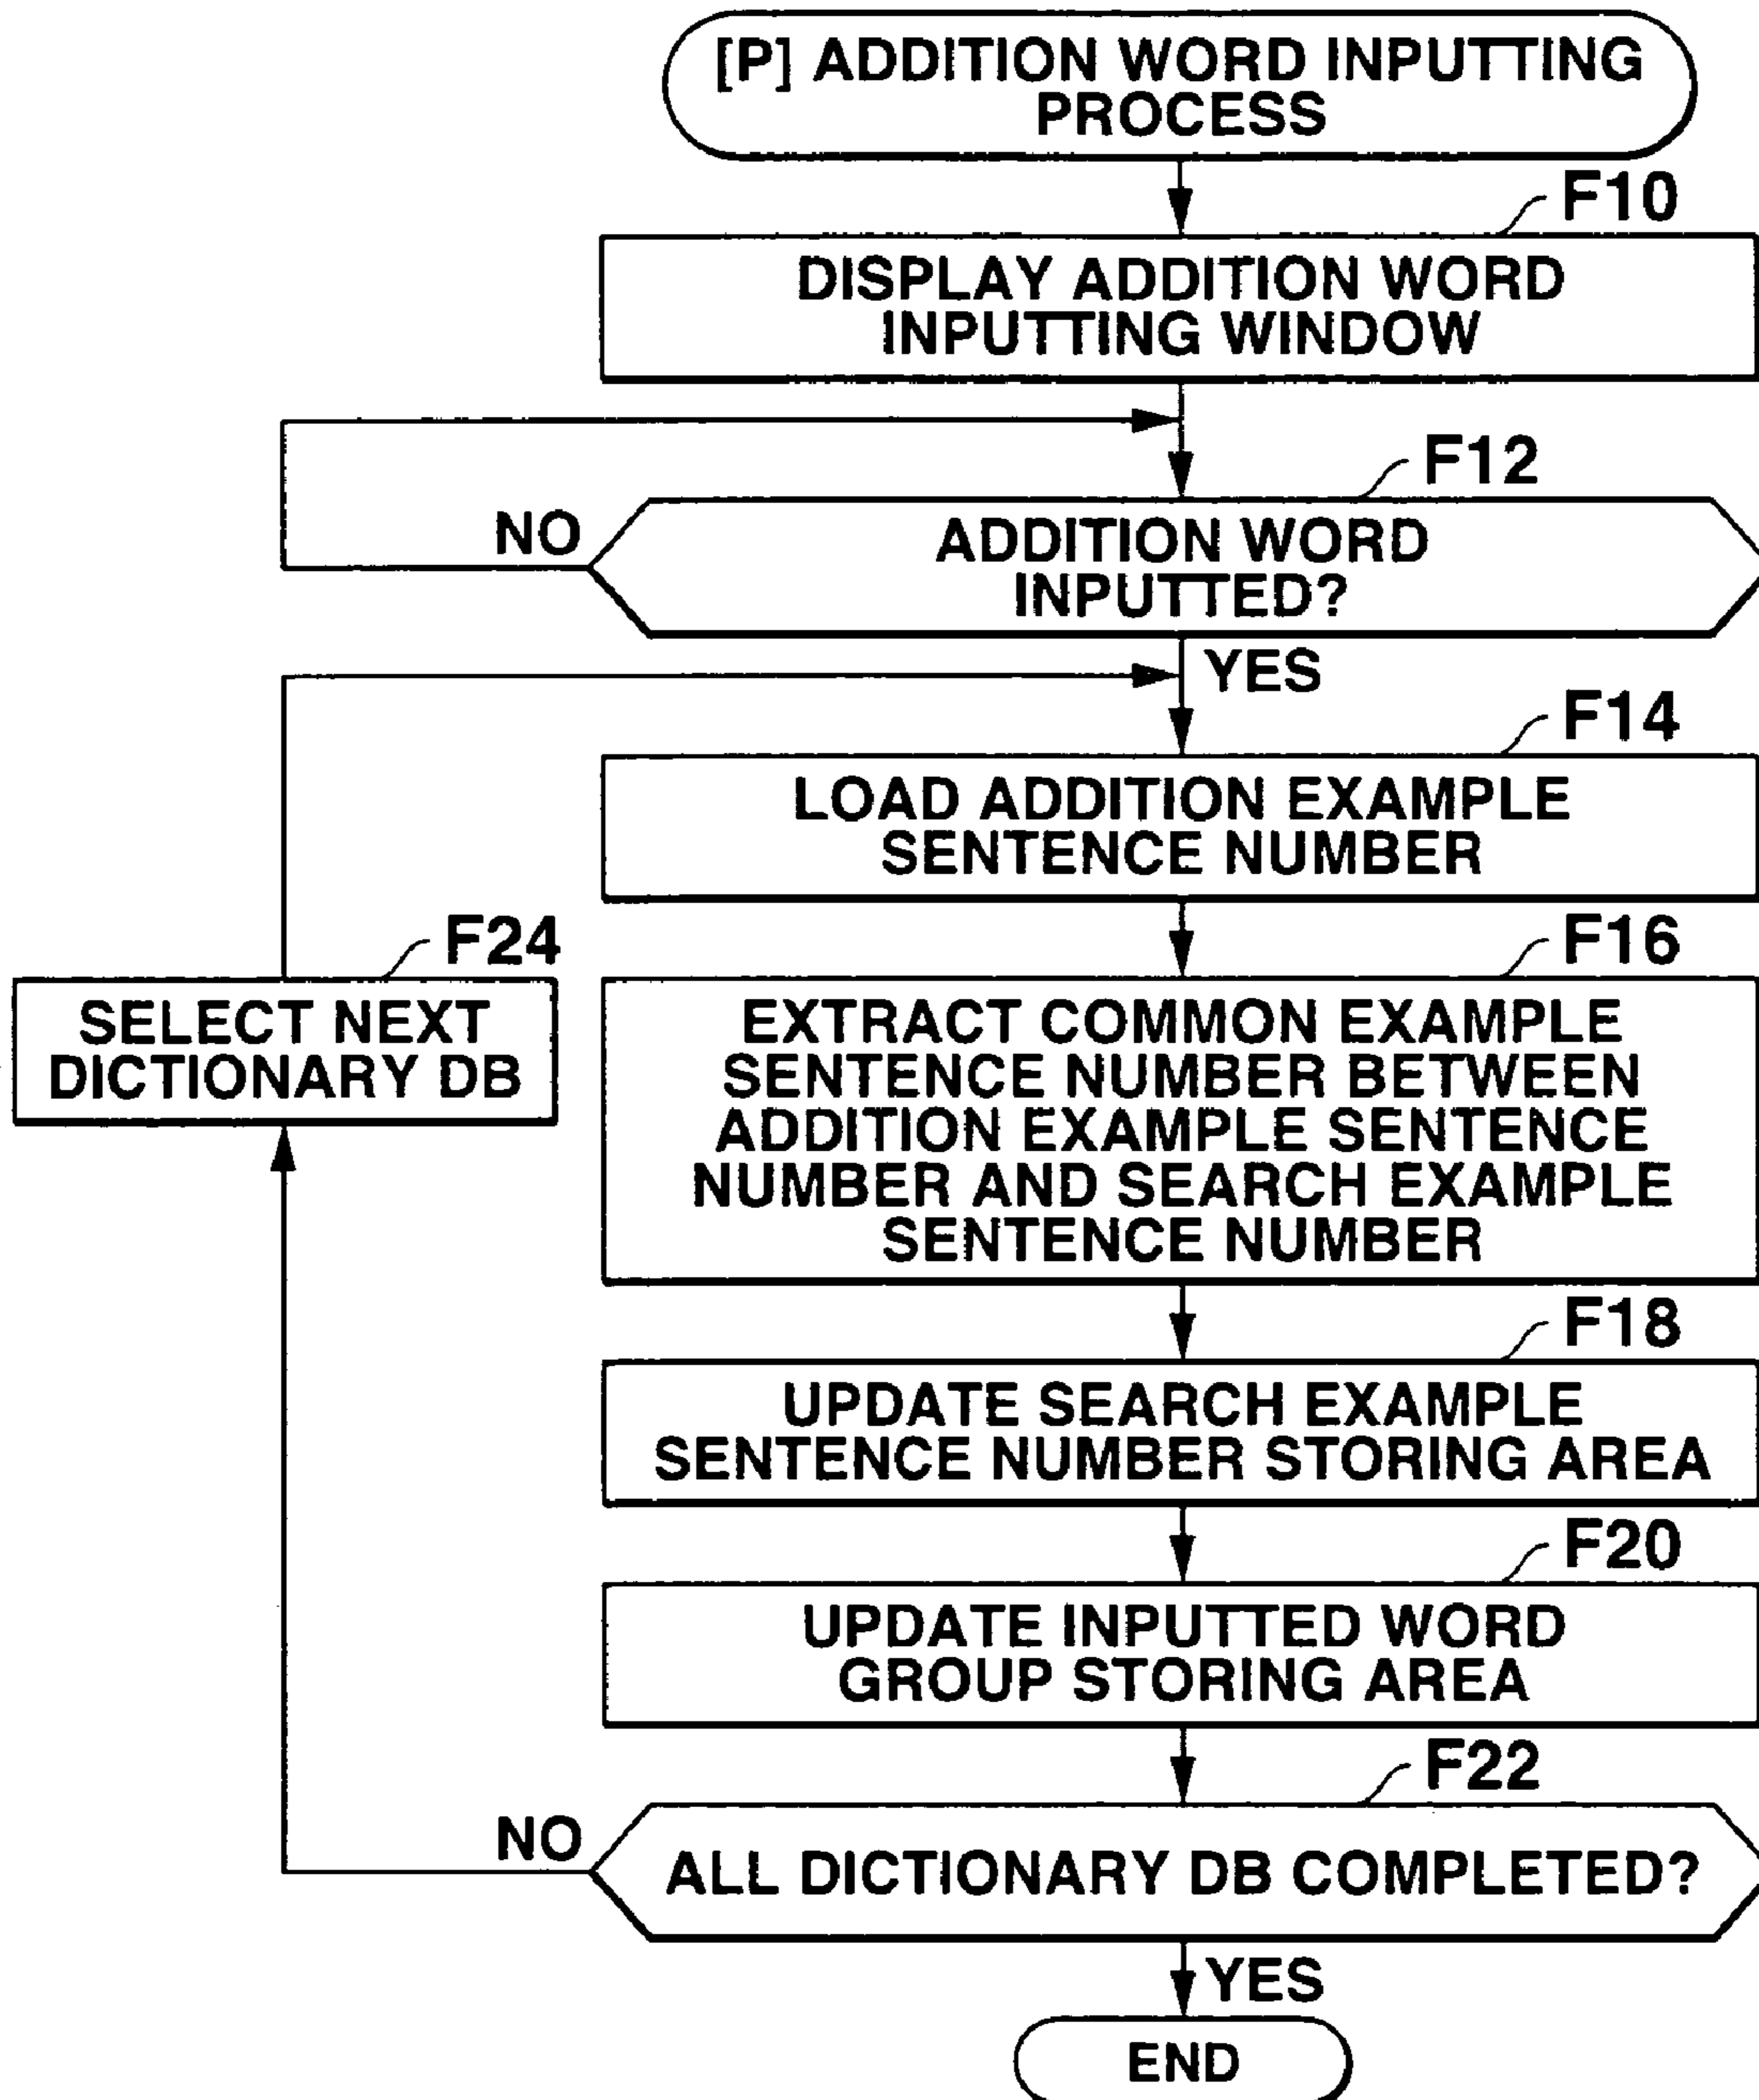 [P] ADDITION WORD INPUTTING
PROCESS
F10
DISPLAY ADDITION WORD
INPUTTING WINDOW
F12
NO
ADDITION WORD
INPUTTED?
YES
F14
LOAD ADDITION EXAMPLE
SENTENCE NUMBER
F24
SELECT NEXT
DICTIONARY DB
F16
EXTRACT COMMON EXAMPLE
SENTENCE NUMBER BETWEEN
ADDITION EXAMPLE SENTENCE
NUMBER AND SEARCH EXAMPLE
SENTENCE NUMBER
F18
UPDATE SEARCH EXAMPLE
SENTENCE NUMBER STORING AREA
F20
UPDATE INPUTTED WORD
GROUP STORING AREA
F22
NO
ALL DICTIONARY DB COMPLETED?
YES
END